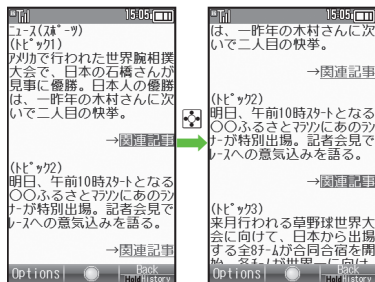 15:05
ﾆｭｰｽ(ｽﾎﾟｰﾂ)
(ﾄﾋﾟｯｸ1)
ｱﾒﾘｶで行われた世界腕相撲
大会で、日本の石橋さんが
見事に優勝。日本人の優勝
は、一昨年の木村さんに次
いで二人目の快挙。
→関連記事
(ﾄﾋﾟｯｸ2)
明日、午前10時ｽﾀｰﾄとなる
○○ふるさとﾏﾗｿﾝにあのﾗﾝ
ﾅｰが特別出場。記者会見で
ﾚｰｽへの意気込みを語る。
→関連記事
Options
Back
Hold History
15:05
は、一昨年の木村さんに次
いで二人目の快挙。
→関連記事
(ﾄﾋﾟｯｸ2)
明日、午前10時ｽﾀｰﾄとなる
○○ふるさとﾏﾗｿﾝにあのﾗﾝ
ﾅｰが特別出場。記者会見で
ﾚｰｽへの意気込みを語る。
→関連記事
(ﾄﾋﾟｯｸ3)
来月行われる草野球世界大
会に向けて、日本から出場
する全8ﾁｰﾑが合同合宿を開
Options
Back
Hold History